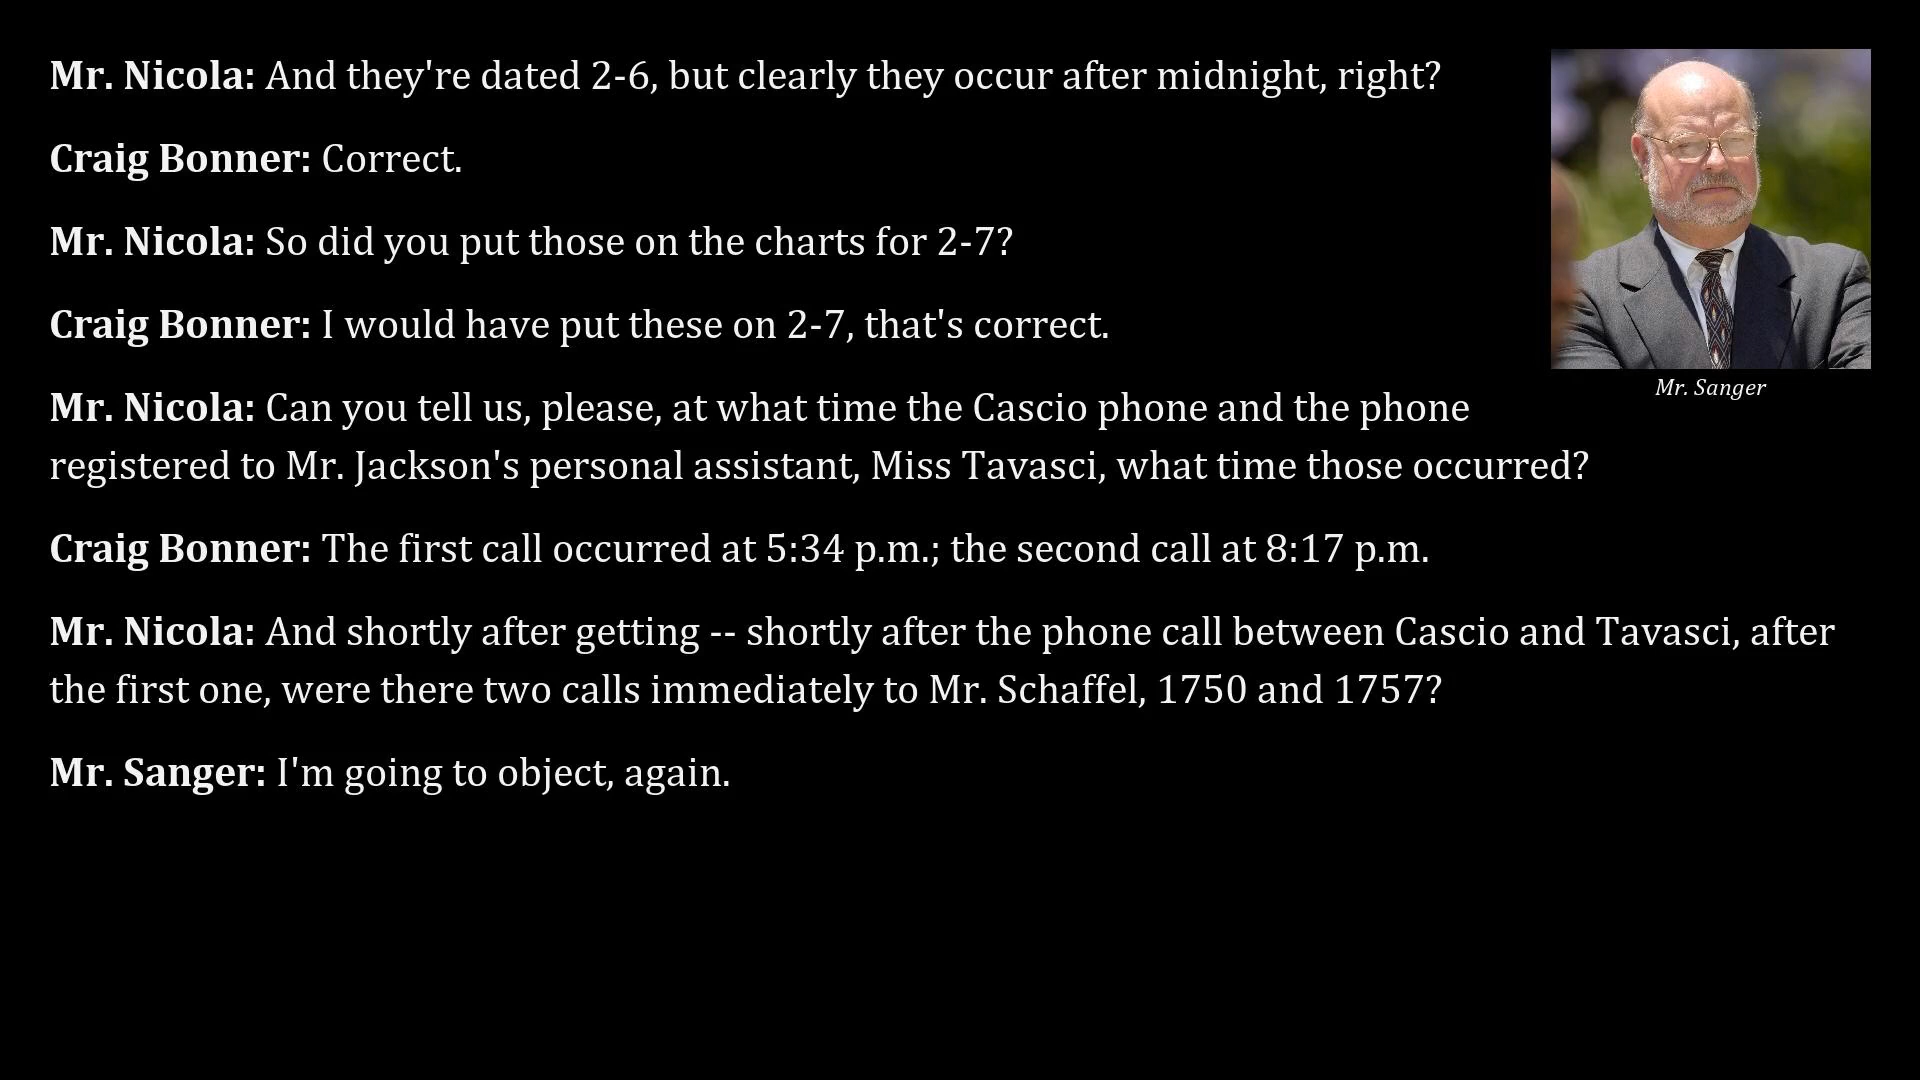 Mr. Nicola: And they're dated 2-6, but clearly they occur after midnight, right?
Craig Bonner: Correct.
Mr. Nicola: So did you put those on the charts for 2-7?
Craig Bonner: I would have put these on 2-7, that's correct.
Mr. Sanger
Mr. Nicola: Can you tell us, please, at what time the Cascio phone and the phone
registered to Mr. Jackson's personal assistant, Miss Tavasci, what time those occurred?
Craig Bonner: The first call occurred at 5:34 p.m.; the second call at 8:17 p.m.
Mr. Nicola: And shortly after getting -- shortly after the phone call between Cascio and Tavasci, after
the first one, were there two calls immediately to Mr. Schaffel, 1750 and 1757?
Mr. Sanger: I'm going to object, again.